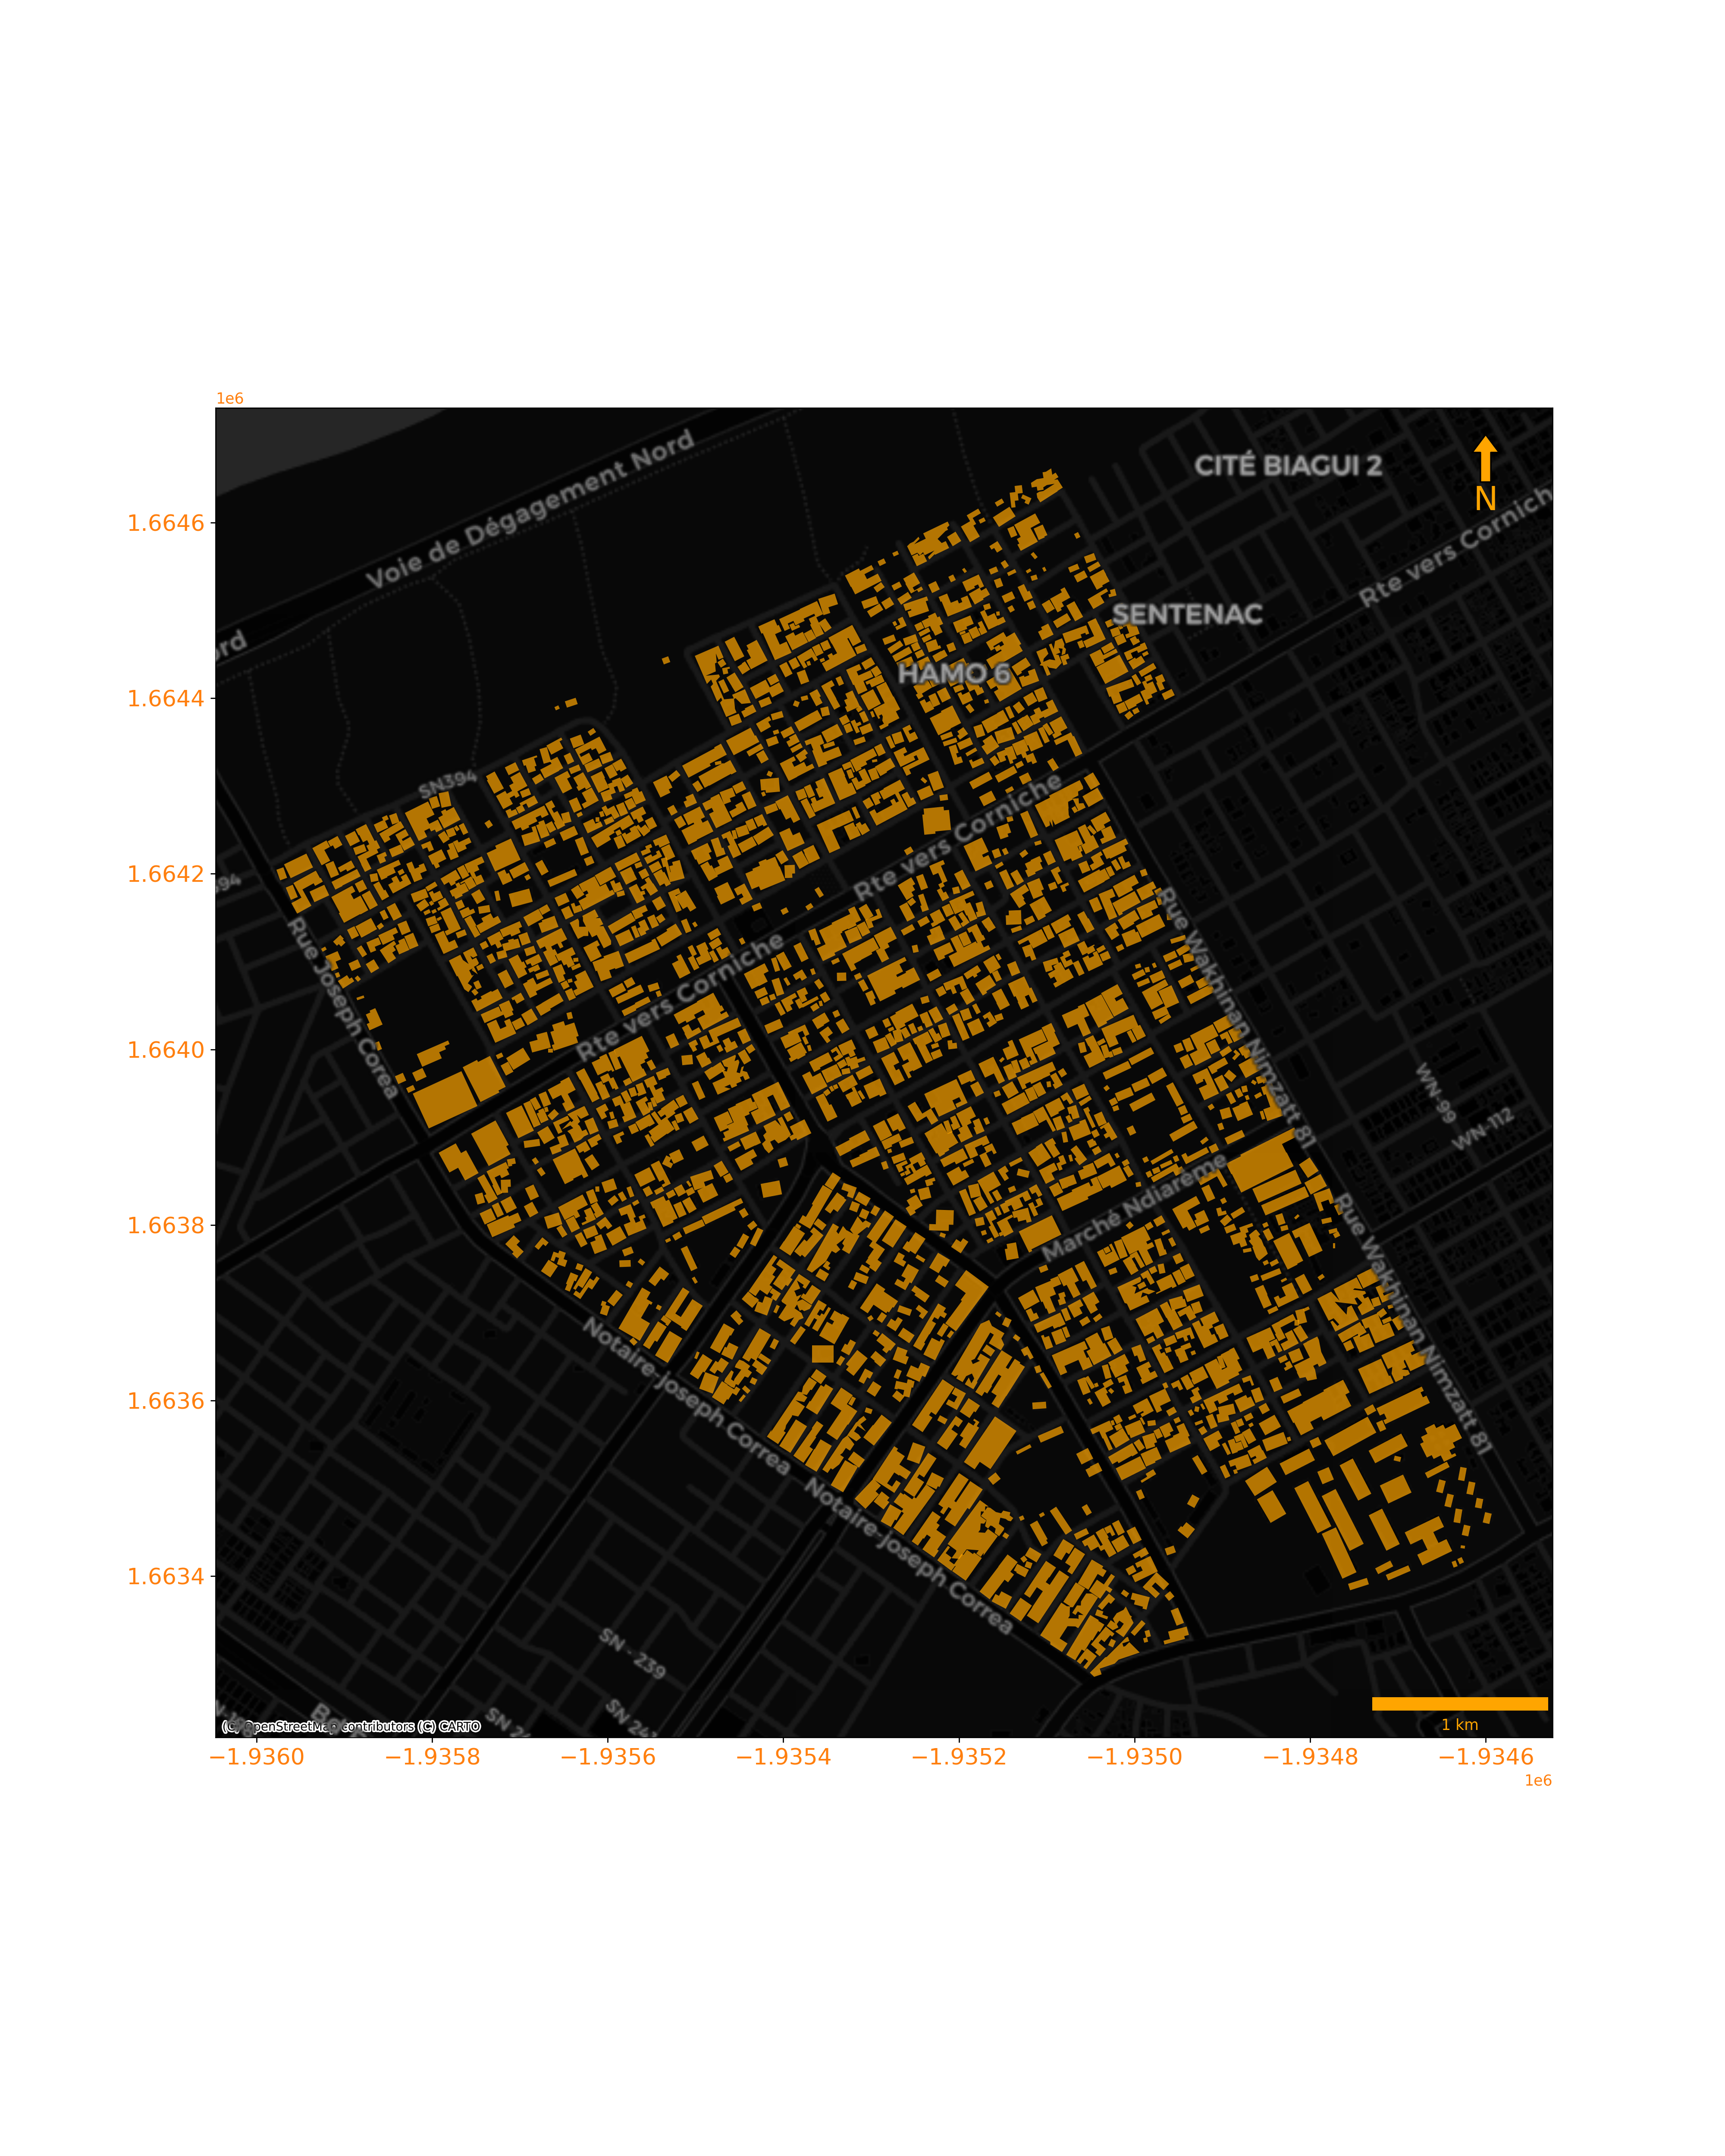 1e6
CITÉ BIAGUI 2
N
Voie de Dégagement Nord
Rte vers Cornich
1.6646
SENTENAC
ord
HAMO 6
1.6644
SN394
Rte vers Corniche
1.6642
Rue Joseph Corea
Rte vers Corniche
Rue Wakhinan Nimzatt 81
1.6640
WN-99
WN-112
Marché Ndiareme
1.6638
Rue Wakhinan Nimzatt 81
Notaire-joseph Correa
1.6636
Notaire-joseph Correa
1.6634
SN - 239
SN 24
1 km
(C) OpenStreetMap contributors (C) CARTO
−1.9360
−1.9358
−1.9356
−1.9354
−1.9352
−1.9350
−1.9348
−1.9346
1e6